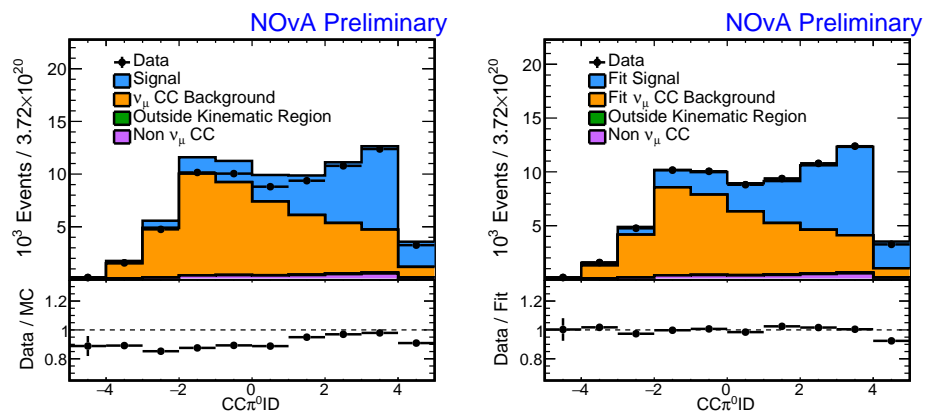 NOvA Preliminary
10³ Events / 3.72×10²⁰
20
15
10
5
Data
Signal
νμ CC Background
Outside Kinematic Region
Non νμ CC
Data / MC
1.2
1
0.8
−4 −2 0 2 4
CCπ⁰ID
NOvA Preliminary
10³ Events / 3.72×10²⁰
20
15
10
5
Data
Fit Signal
Fit νμ CC Background
Outside Kinematic Region
Non νμ CC
Data / Fit
1.2
1
0.8
−4 −2 0 2 4
CCπ⁰ID